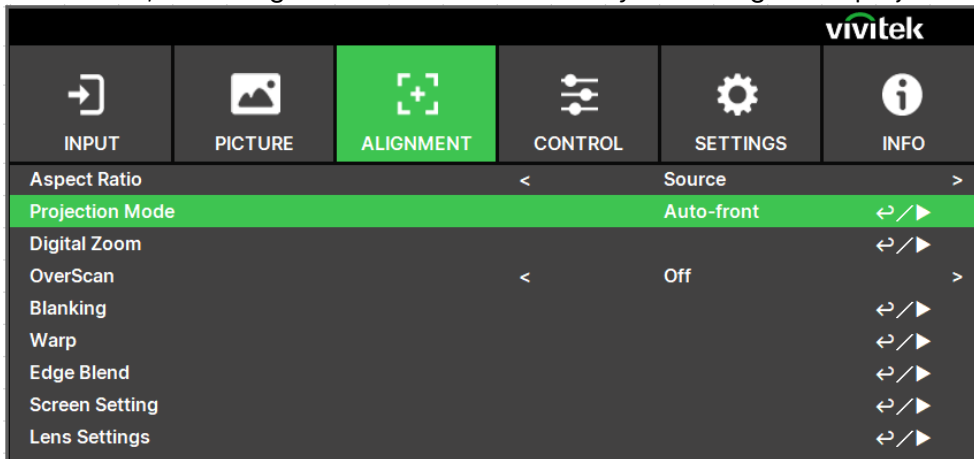 vivitek
INPUT PICTURE ALIGNMENT CONTROL SETTINGS INFO
Aspect Ratio < Source >
Projection Mode Auto-front
Digital Zoom
OverScan < Off >
Blanking
Warp
Edge Blend
Screen Setting
Lens Settings